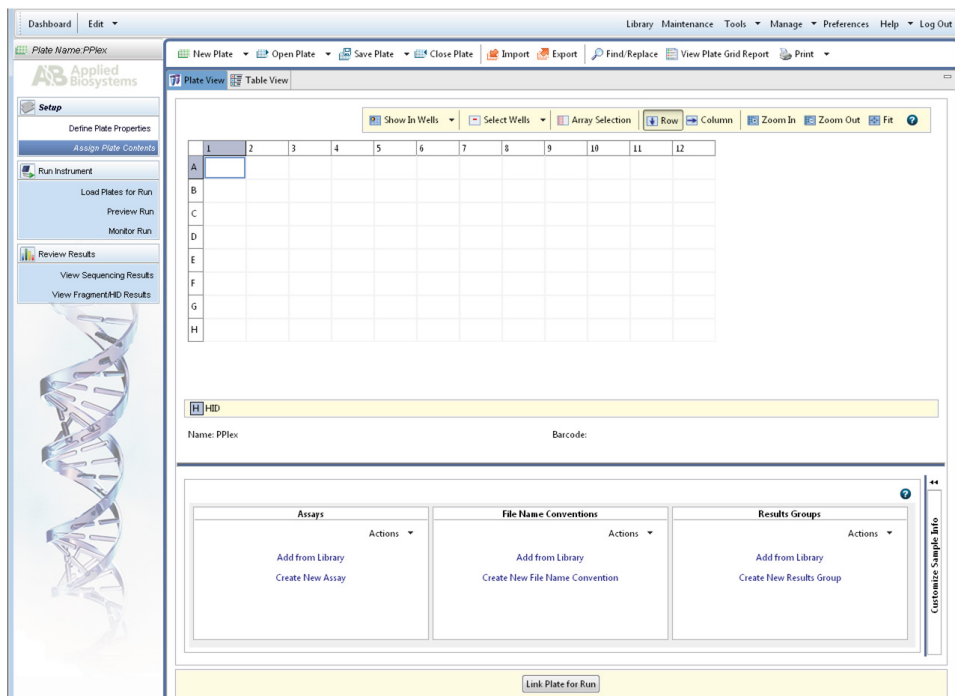 Dashboard Edit
Library Maintenance Tools Manage Preferences Help Log Out
Plate Name:PPlex
New Plate Open Plate Save Plate Close Plate Import Export Find/Replace View Plate Grid Report Print
AB Applied
Biosystems
Plate View Table View
Setup
Define Plate Properties
Assign Plate Contents
Run Instrument
Load Plates for Run
Preview Run
Monitor Run
Review Results
View Sequencing Results
View Fragment/HID Results
Show In Wells Select Wells Array Selection Row Column Zoom In Zoom Out Fit ?
1 2 3 4 5 6 7 8 9 10 11 12
A
B
C
D
E
F
G
H
H HID
Name: PPlex Barcode:
?
Assays File Name Conventions Results Groups
Actions Actions Actions
Add from Library Add from Library Add from Library
Create New Assay Create New File Name Convention Create New Results Group
Customize Sample Info
Link Plate for Run